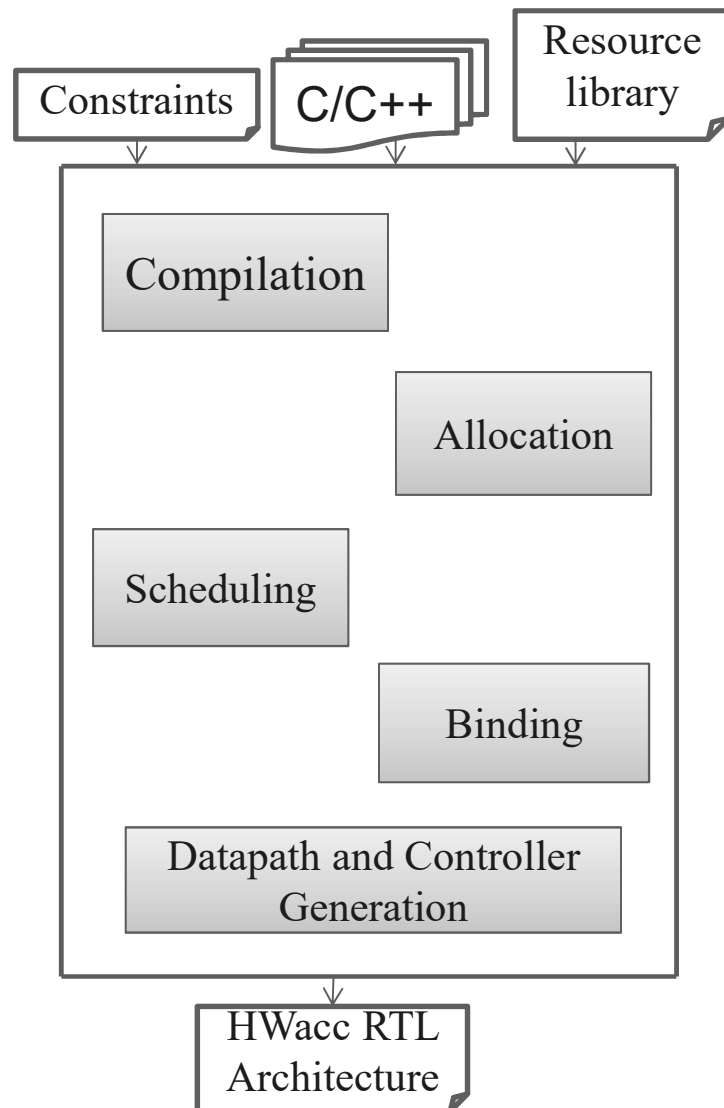 Constraints
C/C++
Resource
library
Compilation
Allocation
Scheduling
Binding
Datapath and Controller
Generation
HWacc RTL
Architecture